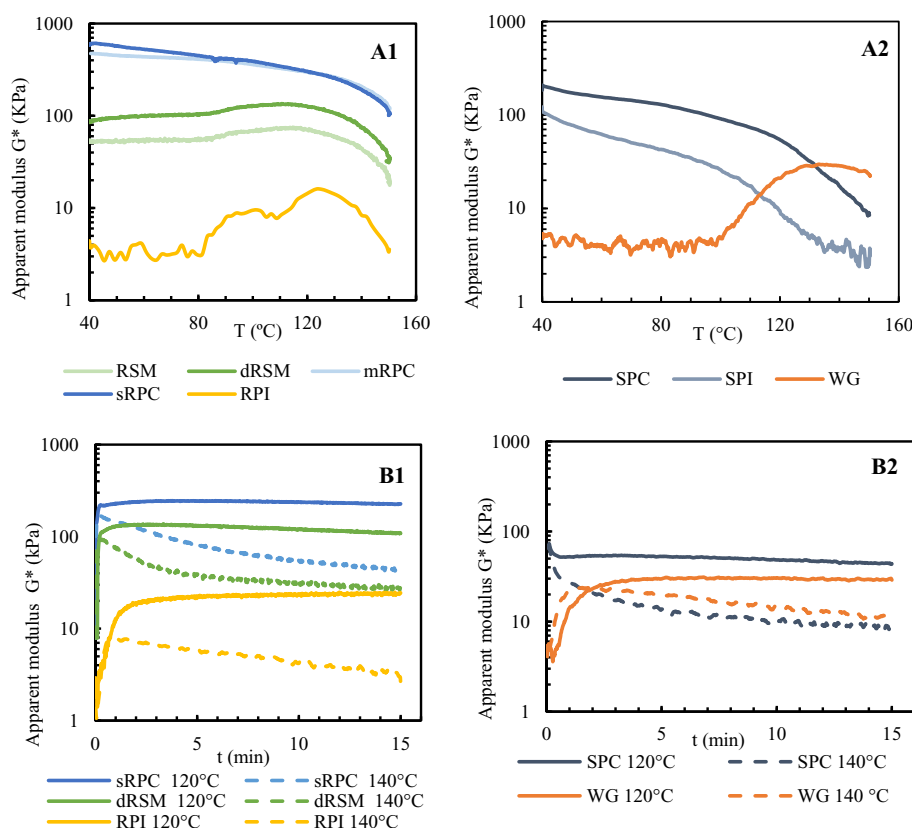 A1
Apparent modulus G* (KPa)
1000
100
10
1
40
80
120
160
T (ºC)
RSM
dRSM
mRPC
sRPC
RPI
A2
Apparent modulus G* (KPa)
1000
100
10
1
40
80
120
160
T (°C)
SPC
SPI
WG
B1
Apparent modulus G* (kPa)
1000
100
10
1
0
5
10
15
t (min)
sRPC 120°C
sRPC 140°C
dRSM 120°C
dRSM 140°C
RPI 120°C
RPI 140°C
B2
Apparent modulus G* (KPa)
1000
100
10
1
0
5
10
15
t (min)
SPC 120°C
SPC 140°C
WG 120°C
WG 140 °C